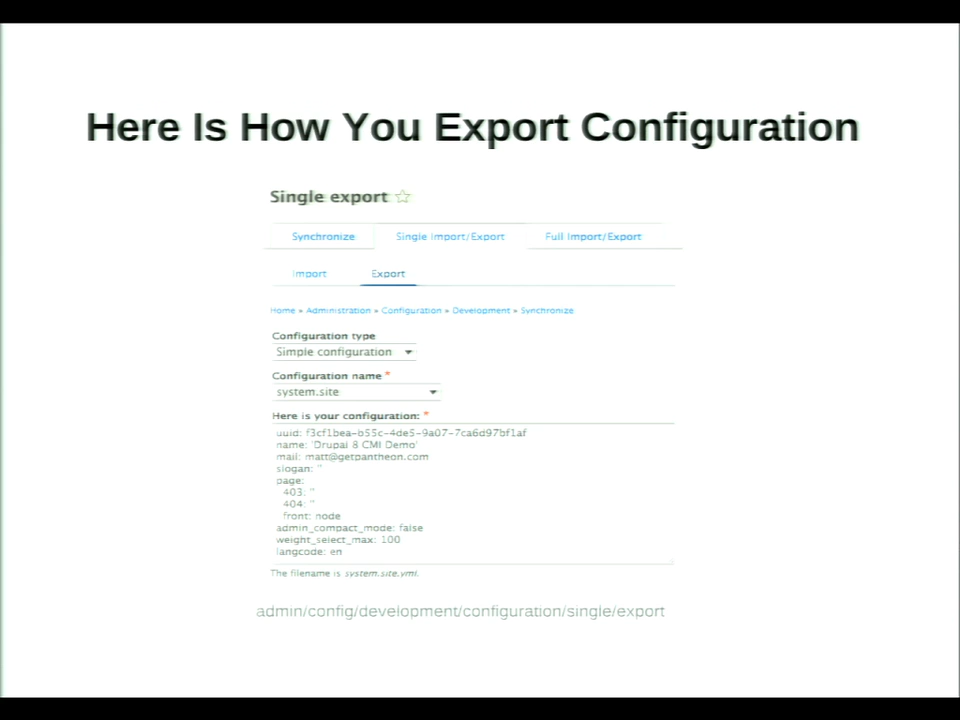 Here Is How You Export Configuration
Single export
Synchronize Single Import/Export Full Import/Export
Import Export
Home » Administration » Configuration » Development » Synchronize
Configuration type
Simple configuration
Configuration name *
system.site
Here is your configuration: *
uuid: f3cf1bea-b55c-4de5-9a07-7ca6d97bf1af
name: 'Drupal 8 CMI Demo'
mail: matt@getpantheon.com
slogan: ''
page:
403: ''
404: ''
front: node
admin_compact_mode: false
weight_select_max: 100
langcode: en
The filename is system.site.yml.
admin/config/development/configuration/single/export